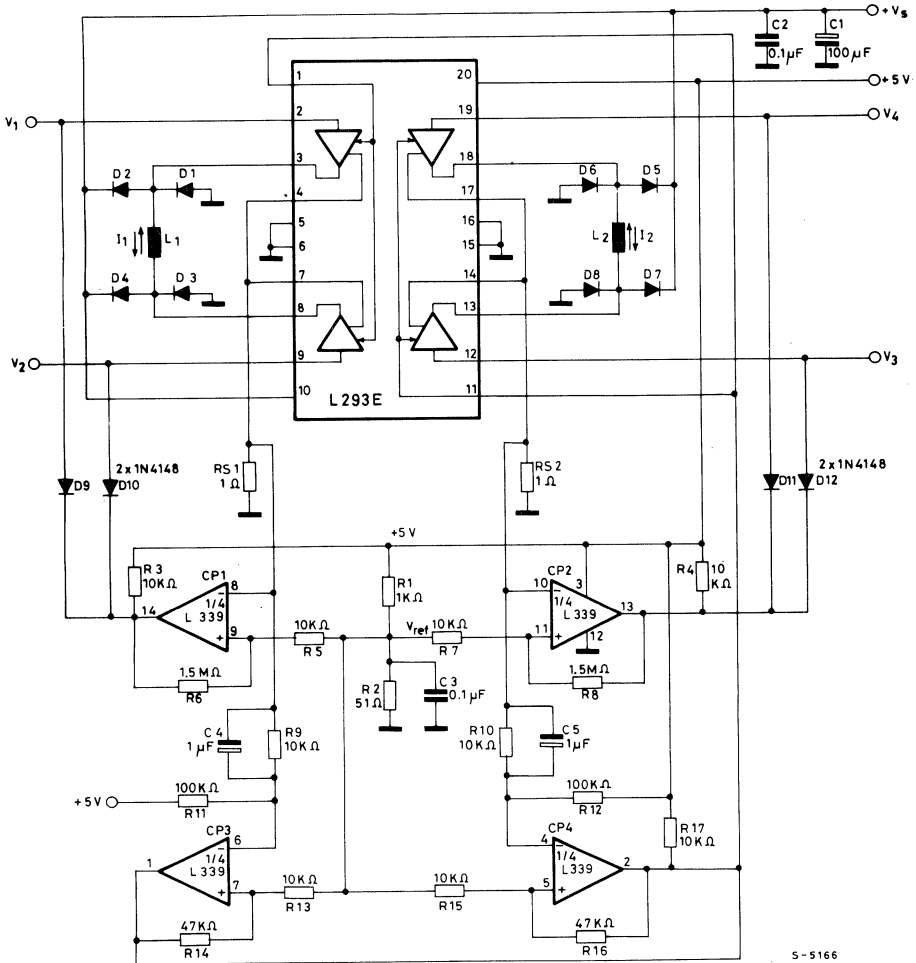 +Vs
C2
0.1µF
C1
100µF
+5V
V4
V1
1
2
3
4
5
6
7
8
9
10
20
19
18
17
16
15
14
13
12
11
L293E
D2
D1
I1
L1
D4
D3
D6
D5
L2
I2
D8
D7
V2
V3
RS1
1Ω
RS2
1Ω
2x1N4148
D9
D10
2x1N4148
D11
D12
+5V
R3
10KΩ
CP1
8
1/4
L339
14
9
–
+
R1
1KΩ
CP2
10
1/4
L339
3
13
11
12
–
+
R4
10
KΩ
10KΩ
R5
Vref
10KΩ
R7
1.5MΩ
R6
R2
51Ω
C3
0.1µF
1.5MΩ
R8
C4
1µF
R9
10KΩ
R10
10KΩ
C5
1µF
+5V
100KΩ
R11
100KΩ
R12
R17
10KΩ
CP3
6
1/4
L339
1
7
–
+
10KΩ
R13
10KΩ
R15
CP4
4
1/4
L339
2
5
–
+
47KΩ
R14
47KΩ
R16
S-5166